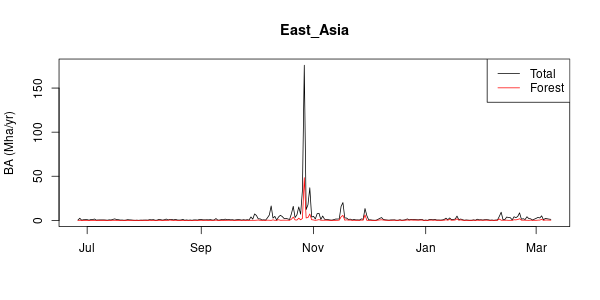 East_Asia
BA (Mha/yr)
150
100
50
0
Total
Forest
Jul Sep Nov Jan Mar